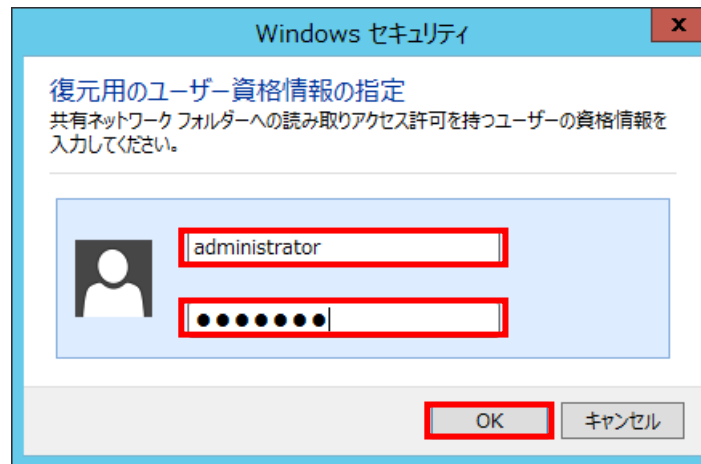 Windows セキュリティ
x
復元用のユーザー資格情報の指定
共有ネットワーク フォルダーへの読み取りアクセス許可を持つユーザーの資格情報を
入力してください。
administrator
●●●●●●●
OK
キャンセル